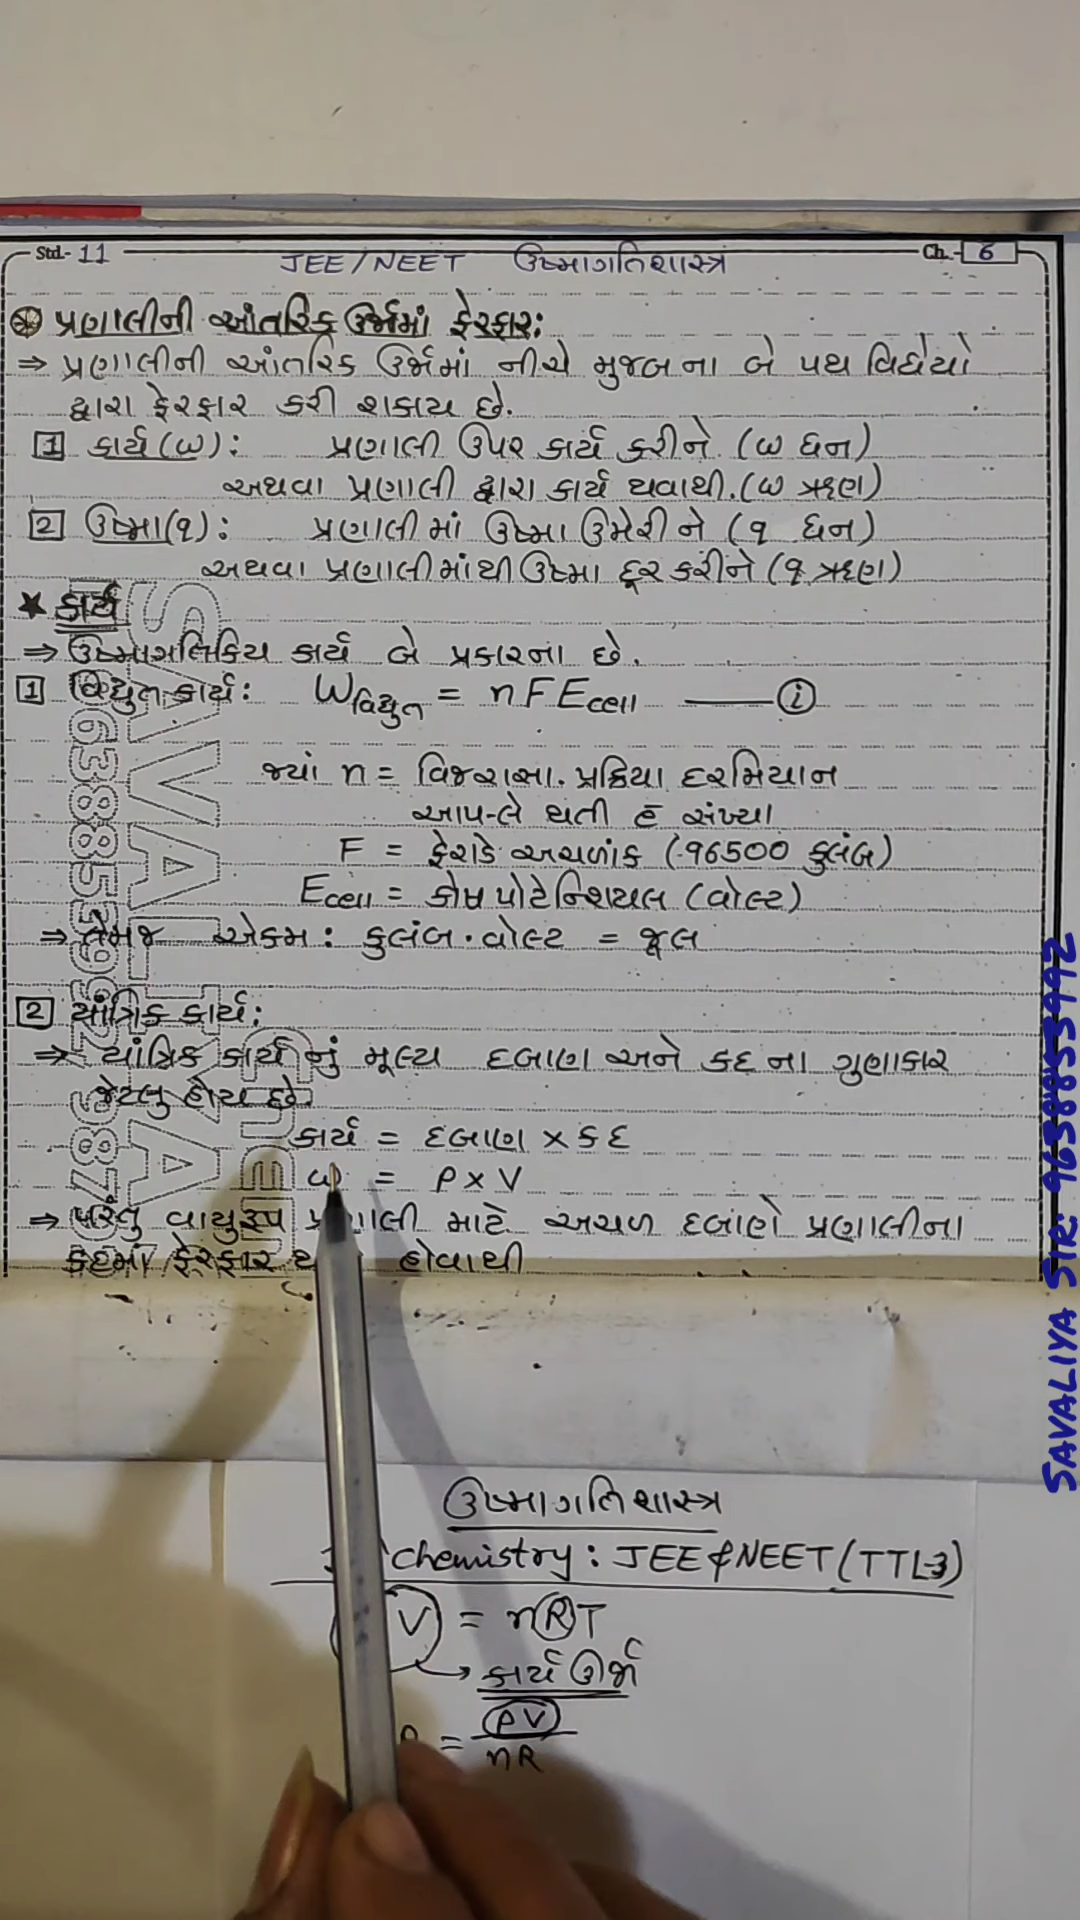 Std.- 11 JEE/NEET ઉષ્માગતિશાસ્ત્ર Ch.- 6
પ્રણાલીની આંતરિક ઉર્જામાં ફેરફાર:
⇒ પ્રણાલીની આંતરિક ઉર્જામાં નીચે મુજબના બે પથ વિધેયો
દ્વારા ફેરફાર કરી શકાય છે.
1 કાર્ય (W): પ્રણાલી ઉપર કાર્ય કરીને (W ધન)
અથવા પ્રણાલી દ્વારા કાર્ય થવાથી. (W ઋણ)
2 ઉષ્મા (q): પ્રણાલીમાં ઉષ્મા ઉમેરીને (q ધન)
અથવા પ્રણાલીમાંથી ઉષ્મા દૂર કરીને (q ઋણ)
★ કાર્ય
⇒ ઉષ્માગતિકિય કાર્ય બે પ્રકારના છે.
1 વિદ્યુત કાર્ય: Wવિદ્યુત = nFEcell —— i
જ્યાં n = વિજરાસા. પ્રક્રિયા દરમિયાન
આપ-લે થતી ē સંખ્યા
F = ફેરાડે અચળાંક (96500 કુલંબ)
Ecell = કોષ પોટેન્શિયલ (વોલ્ટ)
⇒ તેમજ એકમ: કુલંબ · વોલ્ટ = જૂલ
2 યાંત્રિક કાર્ય:
⇒ યાંત્રિક કાર્યનું મૂલ્ય દબાણ અને કદ ના ગુણાકાર
જેટલુ હોય છે.
કાર્ય = દબાણ × કદ
W = P × V
⇒ પરંતુ વાયુરૂપ પ્રણાલી માટે અચળ દબાણે પ્રણાલીના
કદમાં ફેરફાર હોવાથી
SAVALIYA SIR: 9638853992
ઉષ્માગતિશાસ્ત્ર
Chemistry: JEE & NEET (TTL-3)
V = nRT
→ કાર્ય ઊર્જા
= PV
nR